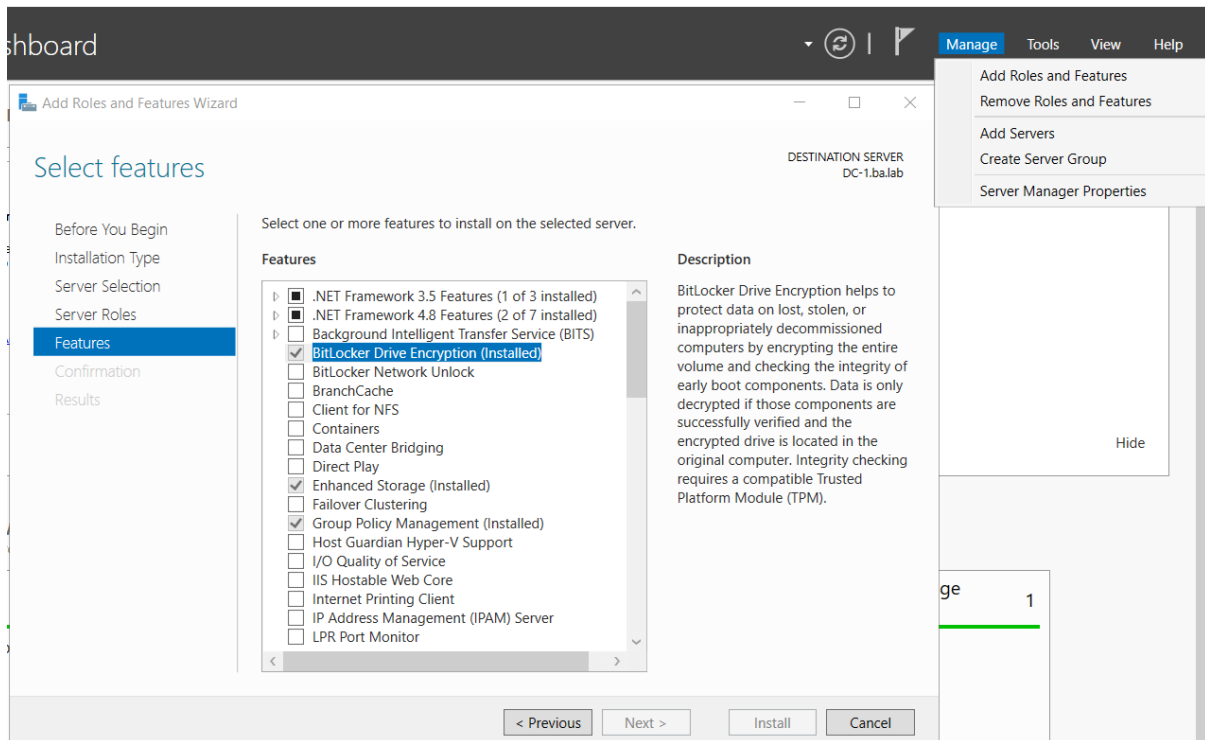 shboard
Manage Tools View Help
Add Roles and Features
Remove Roles and Features
Add Servers
Create Server Group
Server Manager Properties
Add Roles and Features Wizard
Select features
DESTINATION SERVER
DC-1.ba.lab
Before You Begin
Installation Type
Server Selection
Server Roles
Features
Confirmation
Results
Select one or more features to install on the selected server.
Features
.NET Framework 3.5 Features (1 of 3 installed)
.NET Framework 4.8 Features (2 of 7 installed)
Background Intelligent Transfer Service (BITS)
BitLocker Drive Encryption (Installed)
BitLocker Network Unlock
BranchCache
Client for NFS
Containers
Data Center Bridging
Direct Play
Enhanced Storage (Installed)
Failover Clustering
Group Policy Management (Installed)
Host Guardian Hyper-V Support
I/O Quality of Service
IIS Hostable Web Core
Internet Printing Client
IP Address Management (IPAM) Server
LPR Port Monitor
Description
BitLocker Drive Encryption helps to
protect data on lost, stolen, or
inappropriately decommissioned
computers by encrypting the entire
volume and checking the integrity of
early boot components. Data is only
decrypted if those components are
successfully verified and the
encrypted drive is located in the
original computer. Integrity checking
requires a compatible Trusted
Platform Module (TPM).
Hide
ge 1
< Previous Next > Install Cancel